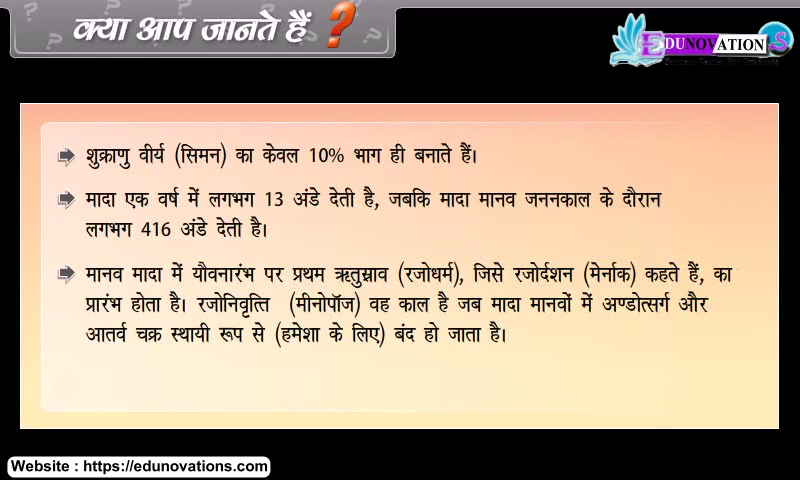 क्या आप जानते हैं ?
EDUNOVATION.S
शुक्राणु वीर्य (सिमन) का केवल 10% भाग ही बनाते हैं।
मादा एक वर्ष में लगभग 13 अंडे देती है, जबकि मादा मानव जननकाल के दौरान
लगभग 416 अंडे देती है।
मानव मादा में यौवनारंभ पर प्रथम ऋतुस्राव (रजोधर्म), जिसे रजोर्दशन (मेर्नाक) कहते हैं, का
प्रारंभ होता है। रजोनिवृत्ति (मीनोपॉज) वह काल है जब मादा मानवों में अण्डोत्सर्ग और
आतर्व चक्र स्थायी रूप से (हमेशा के लिए) बंद हो जाता है।
Website : https://edunovations.com